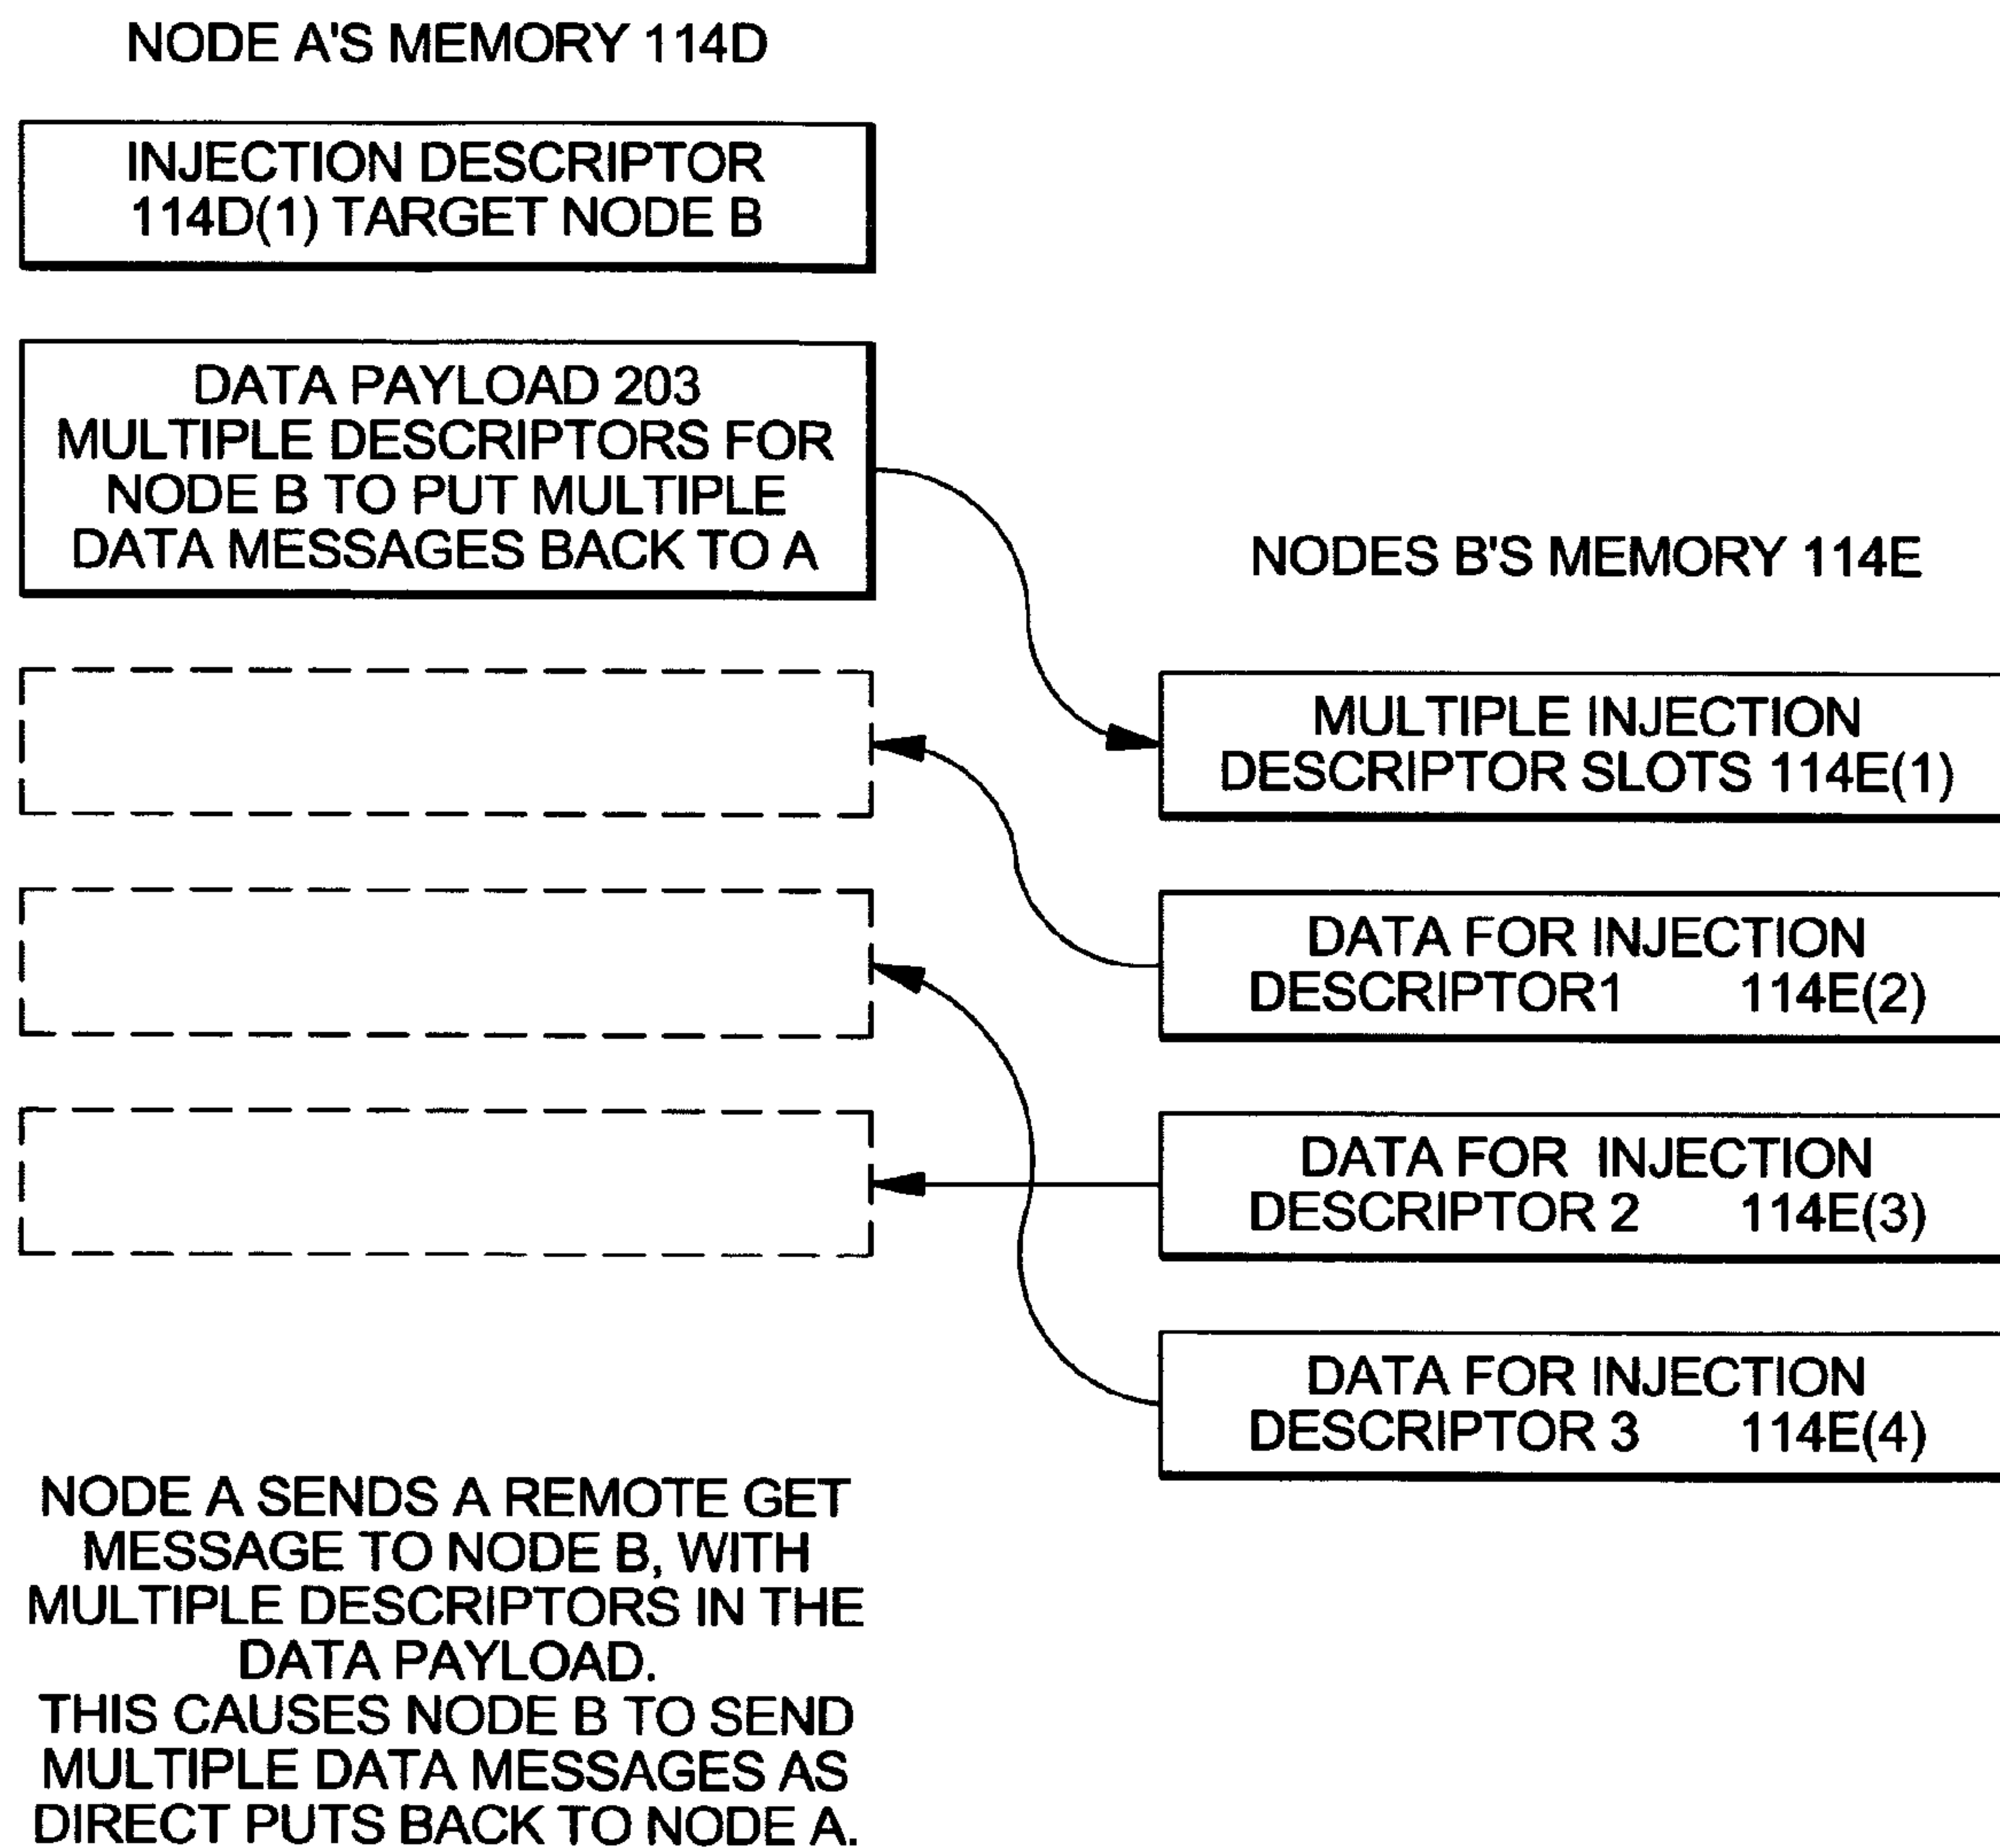 NODE A'S MEMORY 114D
INJECTION DESCRIPTOR
114D(1) TARGET NODE B
DATA PAYLOAD 203
MULTIPLE DESCRIPTORS FOR
NODE B TO PUT MULTIPLE
DATA MESSAGES BACK TO A
NODES B'S MEMORY 114E
MULTIPLE INJECTION
DESCRIPTOR SLOTS 114E(1)
DATA FOR INJECTION
DESCRIPTOR1 114E(2)
DATA FOR INJECTION
DESCRIPTOR 2 114E(3)
DATA FOR INJECTION
DESCRIPTOR 3 114E(4)
NODE A SENDS A REMOTE GET
MESSAGE TO NODE B, WITH
MULTIPLE DESCRIPTORS IN THE
DATA PAYLOAD.
THIS CAUSES NODE B TO SEND
MULTIPLE DATA MESSAGES AS
DIRECT PUTS BACK TO NODE A.